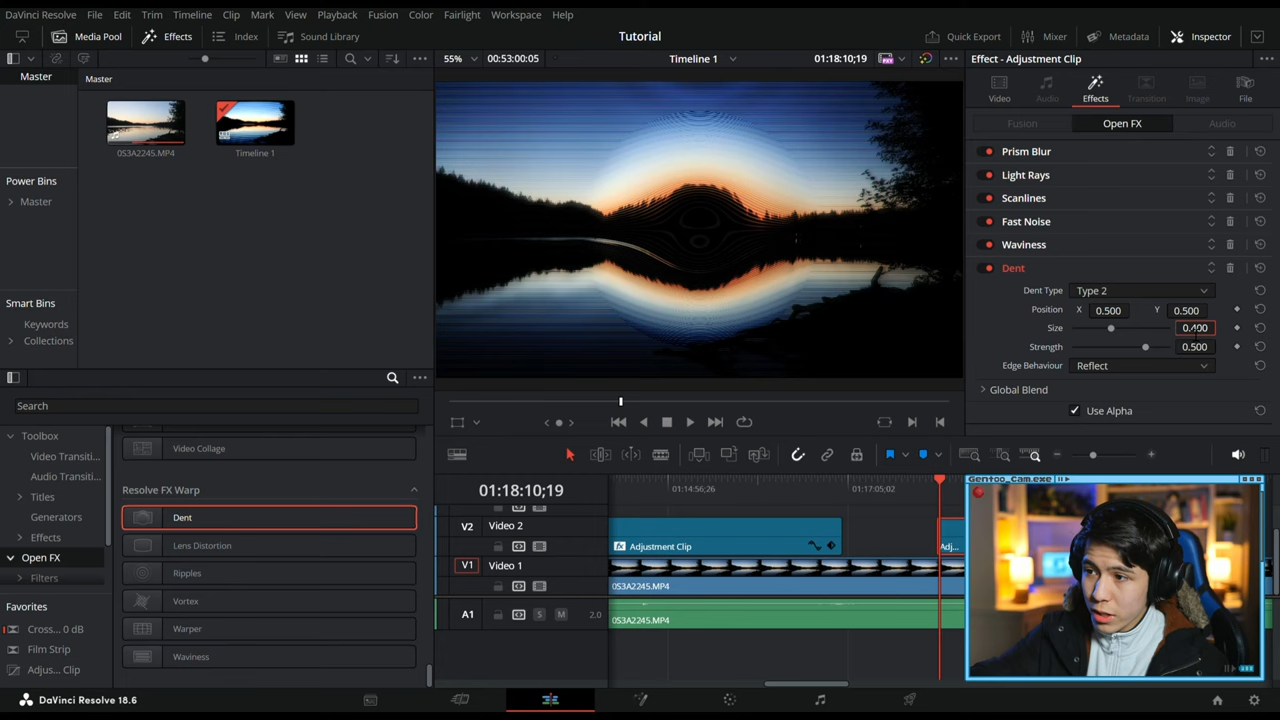 DaVinci Resolve File Edit Trim Timeline Clip Mark View Playback Fusion Color Fairlight Workspace Help
Media Pool Effects Index Sound Library Tutorial Quick Export Mixer Metadata Inspector
55% 00:53:00:05 Timeline 1 01:18:10;19 Effect - Adjustment Clip
Master
Master
Video Audio Effects Transition Image File
Fusion Open FX Audio
0S3A2245.MP4 Timeline 1
Power Bins
Master
Smart Bins
Keywords
Collections
Prism Blur
Light Rays
Scanlines
Fast Noise
Waviness
Dent
Dent Type Type 2
Position X 0.500 Y 0.500
Size 0.400
Strength 0.500
Edge Behaviour Reflect
Global Blend
Use Alpha
Search
Toolbox
Video Transiti...
Audio Transiti...
Titles
Generators
Effects
Open FX
Filters
Favorites
Cross... 0 dB
Film Strip
Adjus... Clip
Video Collage
Resolve FX Warp
Dent
Lens Distortion
Ripples
Vortex
Warper
Waviness
01:18:10;19
01:14:56;26 01:17:05;02
V2 Video 2
Adjustment Clip Adj...
V1 Video 1
0S3A2245.MP4
A1 S M 2.0
0S3A2245.MP4
Gentoo_Cam.exe
DaVinci Resolve 18.6